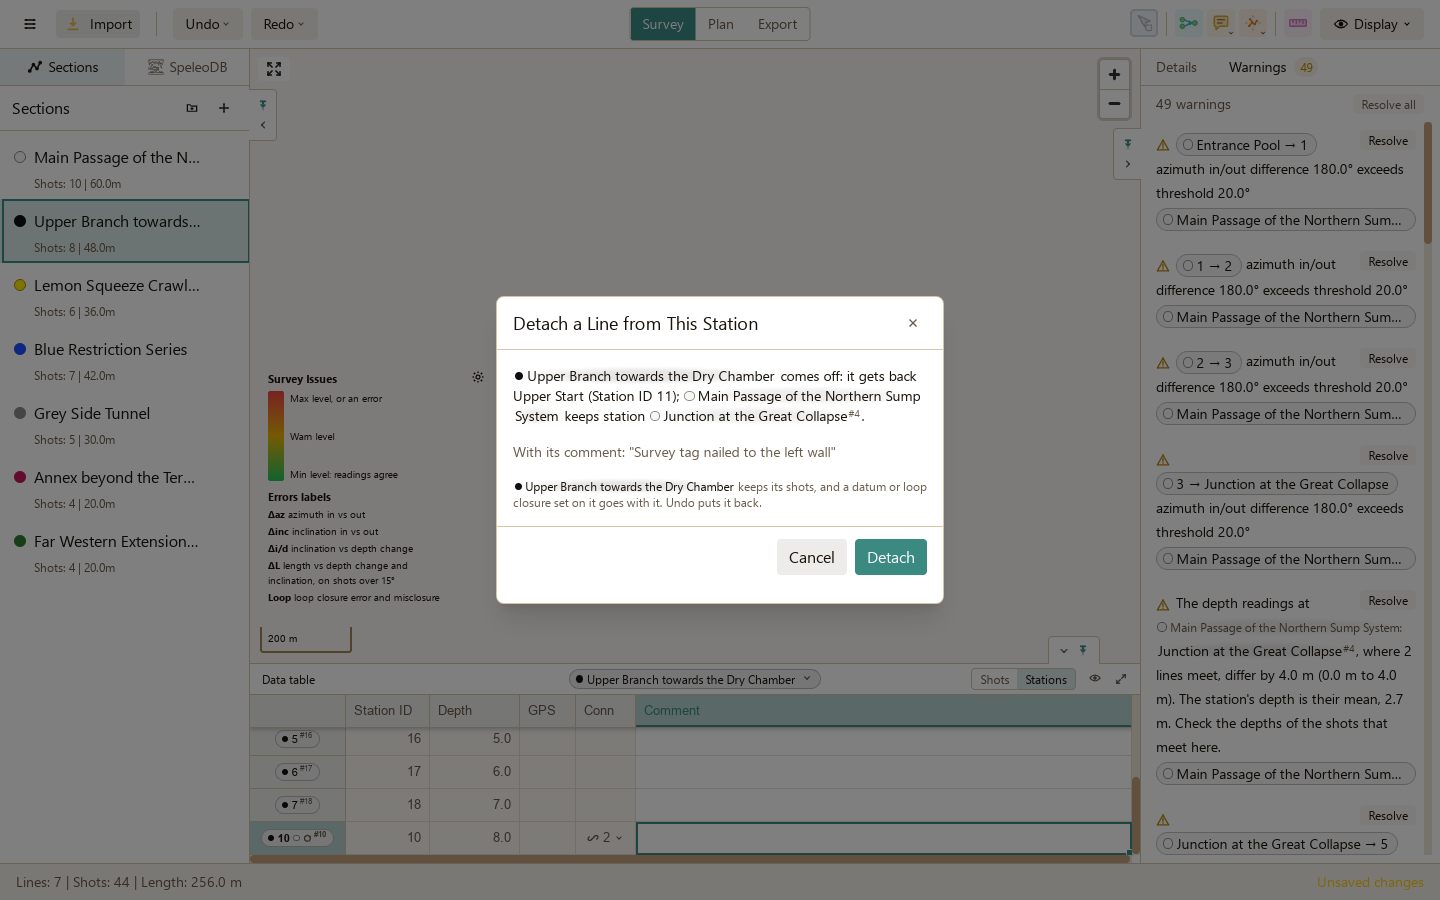 Import
Undo
Redo
Survey
Plan
Export
Display
Sections
SpeleoDB
Sections
Main Passage of the N...
Shots: 10 | 60.0m
Upper Branch towards...
Shots: 8 | 48.0m
Lemon Squeeze Crawl...
Shots: 6 | 36.0m
Blue Restriction Series
Shots: 7 | 42.0m
Grey Side Tunnel
Shots: 5 | 30.0m
Annex beyond the Ter...
Shots: 4 | 20.0m
Far Western Extension...
Shots: 4 | 20.0m
Survey Issues
Max level, or an error
Warn level
Min level: readings agree
Errors labels
Δaz azimuth in vs out
Δinc inclination in vs out
Δi/d inclination vs depth change
ΔL length vs depth change and
inclination, on shots over 15°
Loop loop closure error and misclosure
200 m
Detach a Line from This Station
×
Upper Branch towards the Dry Chamber comes off: it gets back
Upper Start (Station ID 11); Main Passage of the Northern Sump
System keeps station Junction at the Great Collapse#4.
With its comment: "Survey tag nailed to the left wall"
Upper Branch towards the Dry Chamber keeps its shots, and a datum or loop
closure set on it goes with it. Undo puts it back.
Cancel
Detach
Data table
Upper Branch towards the Dry Chamber
Shots
Stations
Station ID
Depth
GPS
Conn
Comment
5 #16
16
5.0
6 #17
17
6.0
7 #18
18
7.0
10 #10
10
8.0
2
Details
Warnings
49
49 warnings
Resolve all
Entrance Pool → 1
Resolve
azimuth in/out difference 180.0° exceeds
threshold 20.0°
Main Passage of the Northern Sum...
1 → 2 azimuth in/out
Resolve
difference 180.0° exceeds threshold 20.0°
Main Passage of the Northern Sum...
2 → 3 azimuth in/out
Resolve
difference 180.0° exceeds threshold 20.0°
Main Passage of the Northern Sum...
Resolve
3 → Junction at the Great Collapse
azimuth in/out difference 180.0° exceeds
threshold 20.0°
Main Passage of the Northern Sum...
The depth readings at
Resolve
Main Passage of the Northern Sump System:
Junction at the Great Collapse#4, where 2
lines meet, differ by 4.0 m (0.0 m to 4.0
m). The station's depth is their mean, 2.7
m. Check the depths of the shots that
meet here.
Main Passage of the Northern Sum...
Resolve
Junction at the Great Collapse → 5
Lines: 7 | Shots: 44 | Length: 256.0 m
Unsaved changes